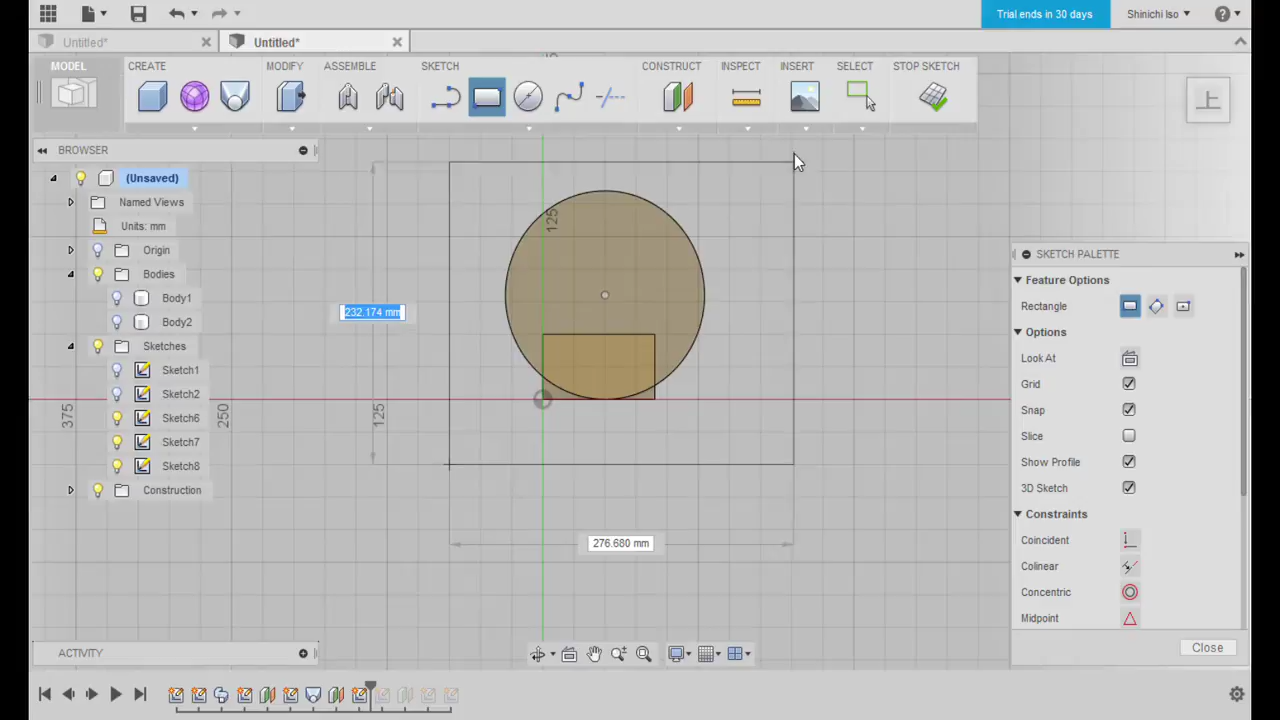 Trial ends in 30 days
Shinichi Iso
Untitled*
Untitled*
MODEL
CREATE
MODIFY
ASSEMBLE
SKETCH
CONSTRUCT
INSPECT
INSERT
SELECT
STOP SKETCH
上
BROWSER
(Unsaved)
Named Views
Units: mm
Origin
Bodies
Body1
Body2
Sketches
Sketch1
Sketch2
Sketch6
Sketch7
Sketch8
Construction
125
232.174 mm
375
250
125
276.680 mm
SKETCH PALETTE
Feature Options
Rectangle
Options
Look At
Grid
Snap
Slice
Show Profile
3D Sketch
Constraints
Coincident
Colinear
Concentric
Midpoint
Close
ACTIVITY